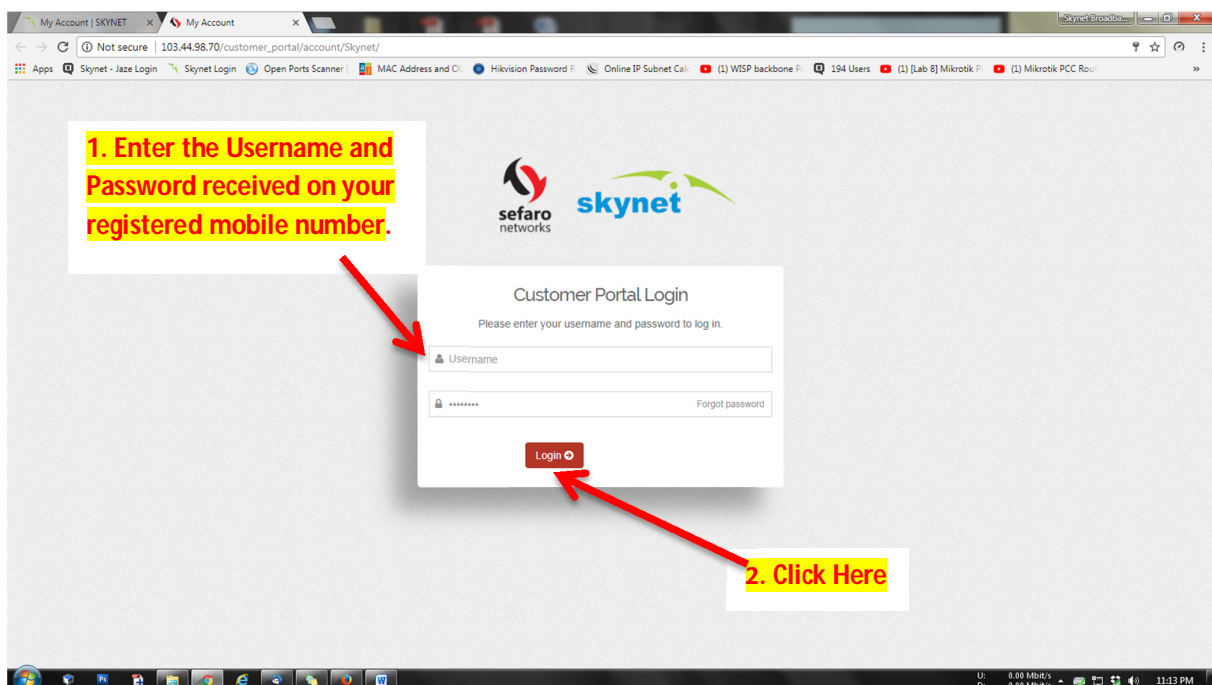 My Account | SKYNET
My Account
Skynet Broadba...
Not secure | 103.44.98.70/customer_portal/account/Skynet/
Apps
Skynet - Jaze Login
Skynet Login
Open Ports Scanner |
MAC Address and
Hikvision Password
Online IP Subnet Calc
(1) WISP backbone
194 Users
(1) [Lab 8] Mikrotik
(1) Mikrotik PCC Rou
»
1. Enter the Username and
Password received on your
registered mobile number.
sefaro
networks
skynet
Customer Portal Login
Please enter your username and password to log in.
Username
••••••••
Forgot password
Login
2. Click Here
U: 0.00 Mbit/s
11:13 PM